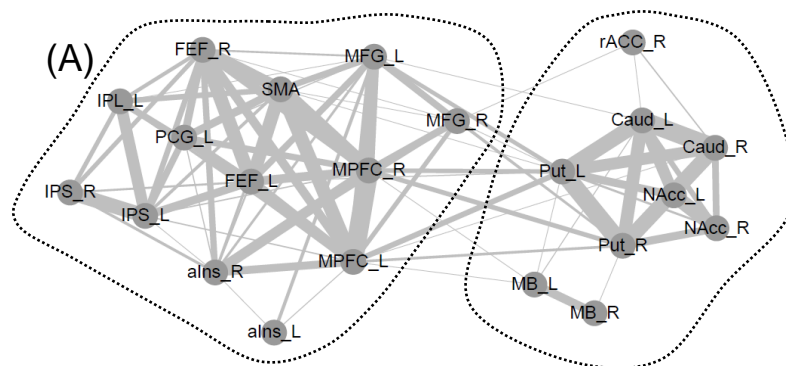 (A)
FEF_R
MFG_L
rACC_R
IPL_L
SMA
PCG_L
MFG_R
Caud_L
Caud_R
IPS_R
FEF_L
MPFC_R
Put_L
NAcc_L
IPS_L
NAcc_R
aIns_R
MPFC_L
Put_R
MB_L
MB_R
aIns_L